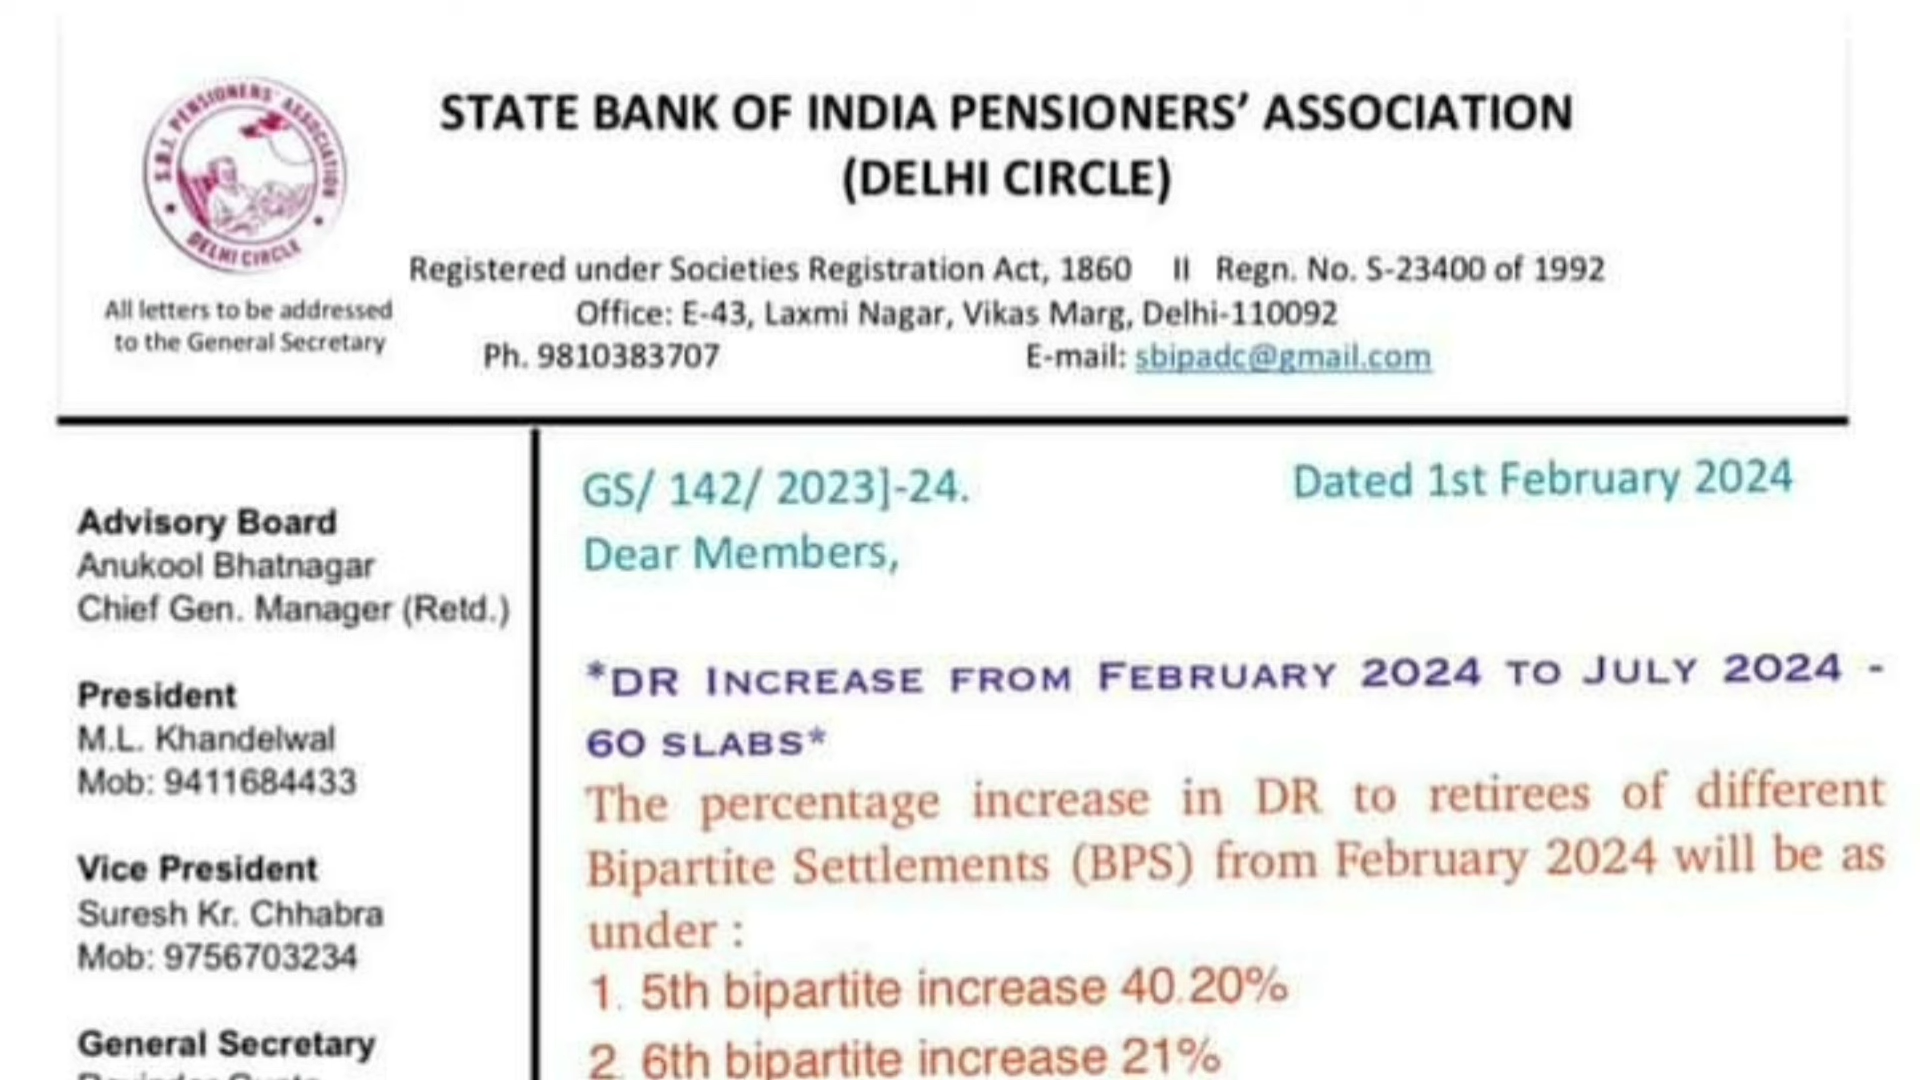 S.B.I. PENSIONERS' ASSOCIATION
DELHI CIRCLE
All letters to be addressed
to the General Secretary
STATE BANK OF INDIA PENSIONERS’ ASSOCIATION
(DELHI CIRCLE)
Registered under Societies Registration Act, 1860 II Regn. No. S-23400 of 1992
Office: E-43, Laxmi Nagar, Vikas Marg, Delhi-110092
Ph. 9810383707 E-mail: sbipadc@gmail.com
Advisory Board
Anukool Bhatnagar
Chief Gen. Manager (Retd.)
President
M.L. Khandelwal
Mob: 9411684433
Vice President
Suresh Kr. Chhabra
Mob: 9756703234
General Secretary
GS/ 142/ 2023]-24. Dated 1st February 2024
Dear Members,
*DR INCREASE FROM FEBRUARY 2024 TO JULY 2024 -
60 SLABS*
The percentage increase in DR to retirees of different
Bipartite Settlements (BPS) from February 2024 will be as
under :
1. 5th bipartite increase 40.20%
2. 6th bipartite increase 21%